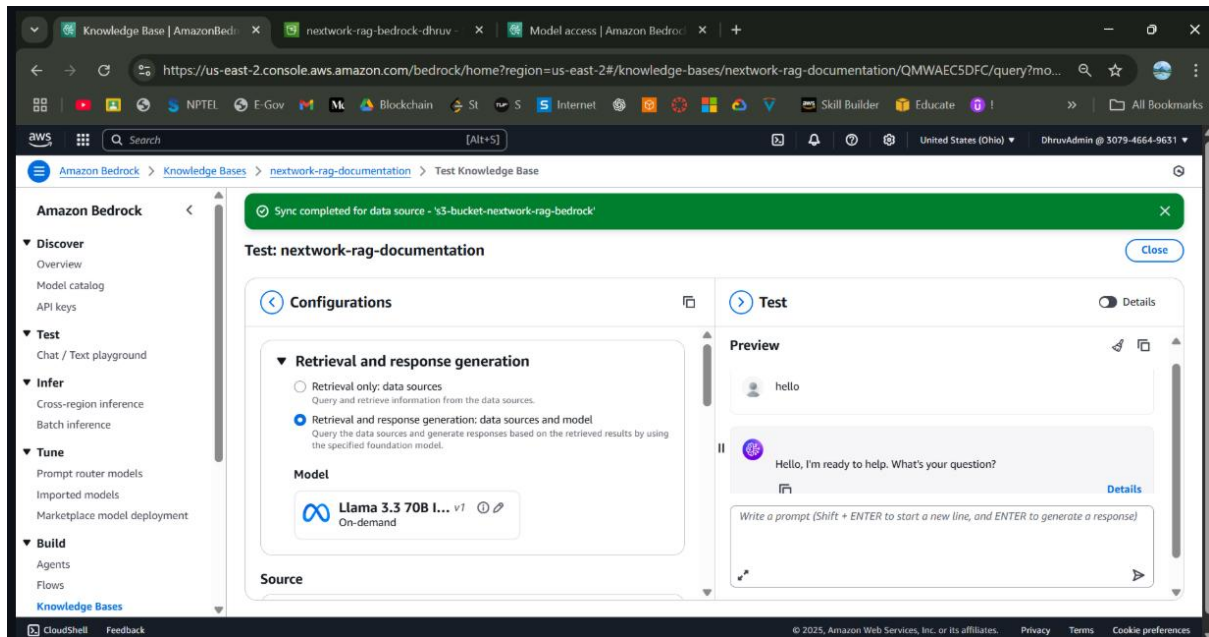 Knowledge Base | AmazonBedr
nextwork-rag-bedrock-dhruv -
Model access | Amazon Bedroc
https://us-east-2.console.aws.amazon.com/bedrock/home?region=us-east-2#/knowledge-bases/nextwork-rag-documentation/QMWAEC5DFC/query?mo...
NPTEL
E-Gov
Blockchain
St
S
Internet
Skill Builder
Educate
!
»
All Bookmarks
aws
Search
[Alt+S]
United States (Ohio)
DhruvAdmin @ 3079-4664-9631
Amazon Bedrock > Knowledge Bases > nextwork-rag-documentation > Test Knowledge Base
Amazon Bedrock
Discover
Overview
Model catalog
API keys
Test
Chat / Text playground
Infer
Cross-region inference
Batch inference
Tune
Prompt router models
Imported models
Marketplace model deployment
Build
Agents
Flows
Knowledge Bases
Sync completed for data source - 's3-bucket-nextwork-rag-bedrock'
Test: nextwork-rag-documentation
Close
Configurations
Retrieval and response generation
Retrieval only: data sources
Query and retrieve information from the data sources.
Retrieval and response generation: data sources and model
Query the data sources and generate responses based on the retrieved results by using
the specified foundation model.
Model
Llama 3.3 70B I... v1
On-demand
Source
Test
Details
Preview
hello
Hello, I'm ready to help. What's your question?
Details
Write a prompt (Shift + ENTER to start a new line, and ENTER to generate a response)
CloudShell
Feedback
© 2025, Amazon Web Services, Inc. or its affiliates.
Privacy
Terms
Cookie preferences